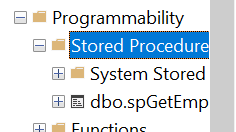 Programmability
Stored Procedure
System Stored
dbo.spGetEmp
Functions